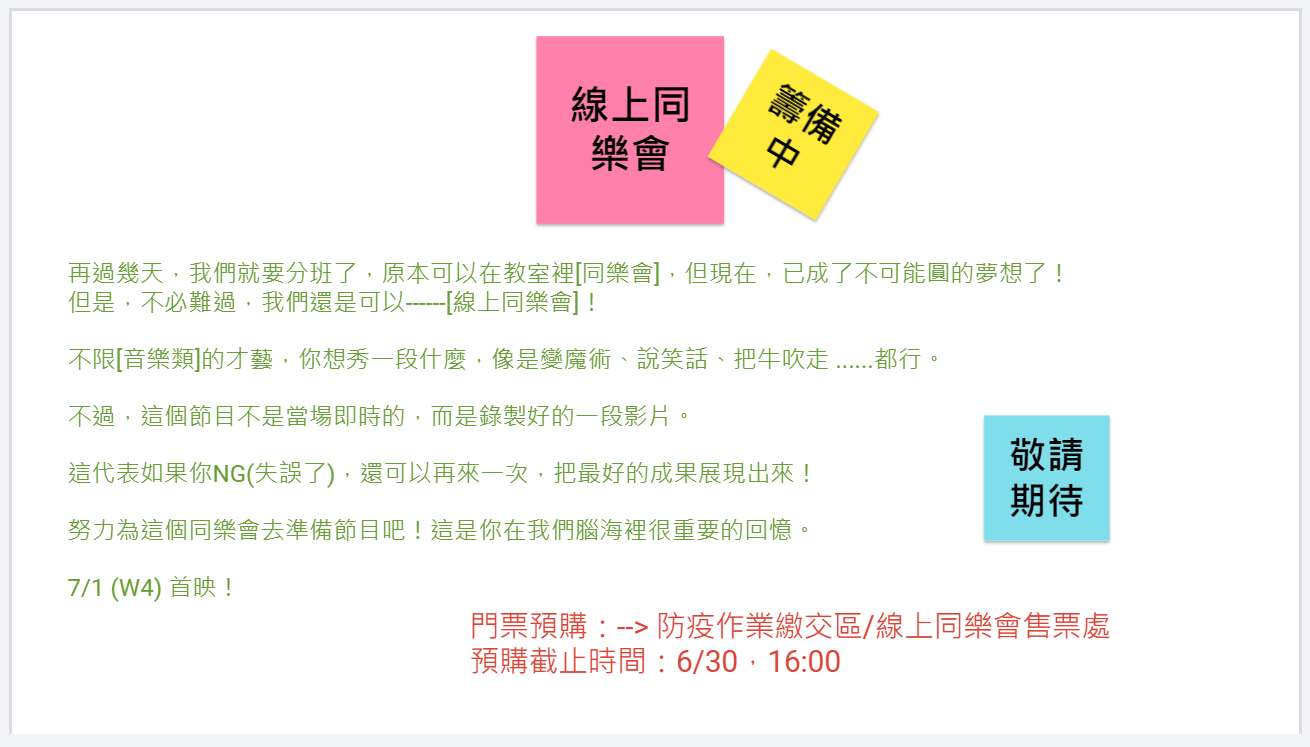 線上同
樂會
籌備
中
再過幾天，我們就要分班了，原本可以在教室裡[同樂會]，但現在，已成了不可能圓的夢想了！
但是，不必難過，我們還是可以------[線上同樂會]！
不限[音樂類]的才藝，你想秀一段什麼，像是變魔術、說笑話、把牛吹走 ......都行。
不過，這個節目不是當場即時的，而是錄製好的一段影片。
這代表如果你NG(失誤了)，還可以再來一次，把最好的成果展現出來！
敬請
期待
努力為這個同樂會去準備節目吧！這是你在我們腦海裡很重要的回憶。
7/1 (W4) 首映！
門票預購：--> 防疫作業繳交區/線上同樂會售票處
預購截止時間：6/30，16:00